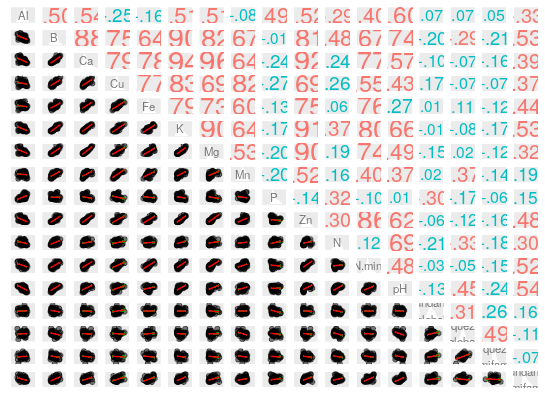 Al .50 .54 -.25 -.16 .51 .51 -.08 .49 .52 .29 .40 .60 .07 .07 .05 -.33
B 88 75 64 90 82 67 -.01 81 .48 67 74 -.20 -.29 -.21 .53
Ca 79 78 94 96 64 -.24 92 .24 77 57 -.10 -.07 -.16 .39
Cu 77 83 69 82 -.27 69 .26 55 .43 .17 -.07 -.07 .37
Fe 79 73 60 -.13 75 .06 76 .27 .01 .11 -.12 .44
K 90 64 -.17 91 .37 80 66 -.01 -.08 -.17 .53
Mg .53 -.20 90 .19 74 .49 -.15 .02 -.12 .32
Mn -.20 .52 .16 .40 .37 .02 .37 -.14 .19
P -.14 .32 -.10 .01 .30 -.17 -.06 .15
Zn .30 86 62 -.06 -.12 -.16 .48
N .12 69 -.21 .33 -.18 .30
N.min .48 -.03 -.05 -.15 .52
pH -.13 .45 -.24 .54
.31 .26 .16
49 -.11
-.07